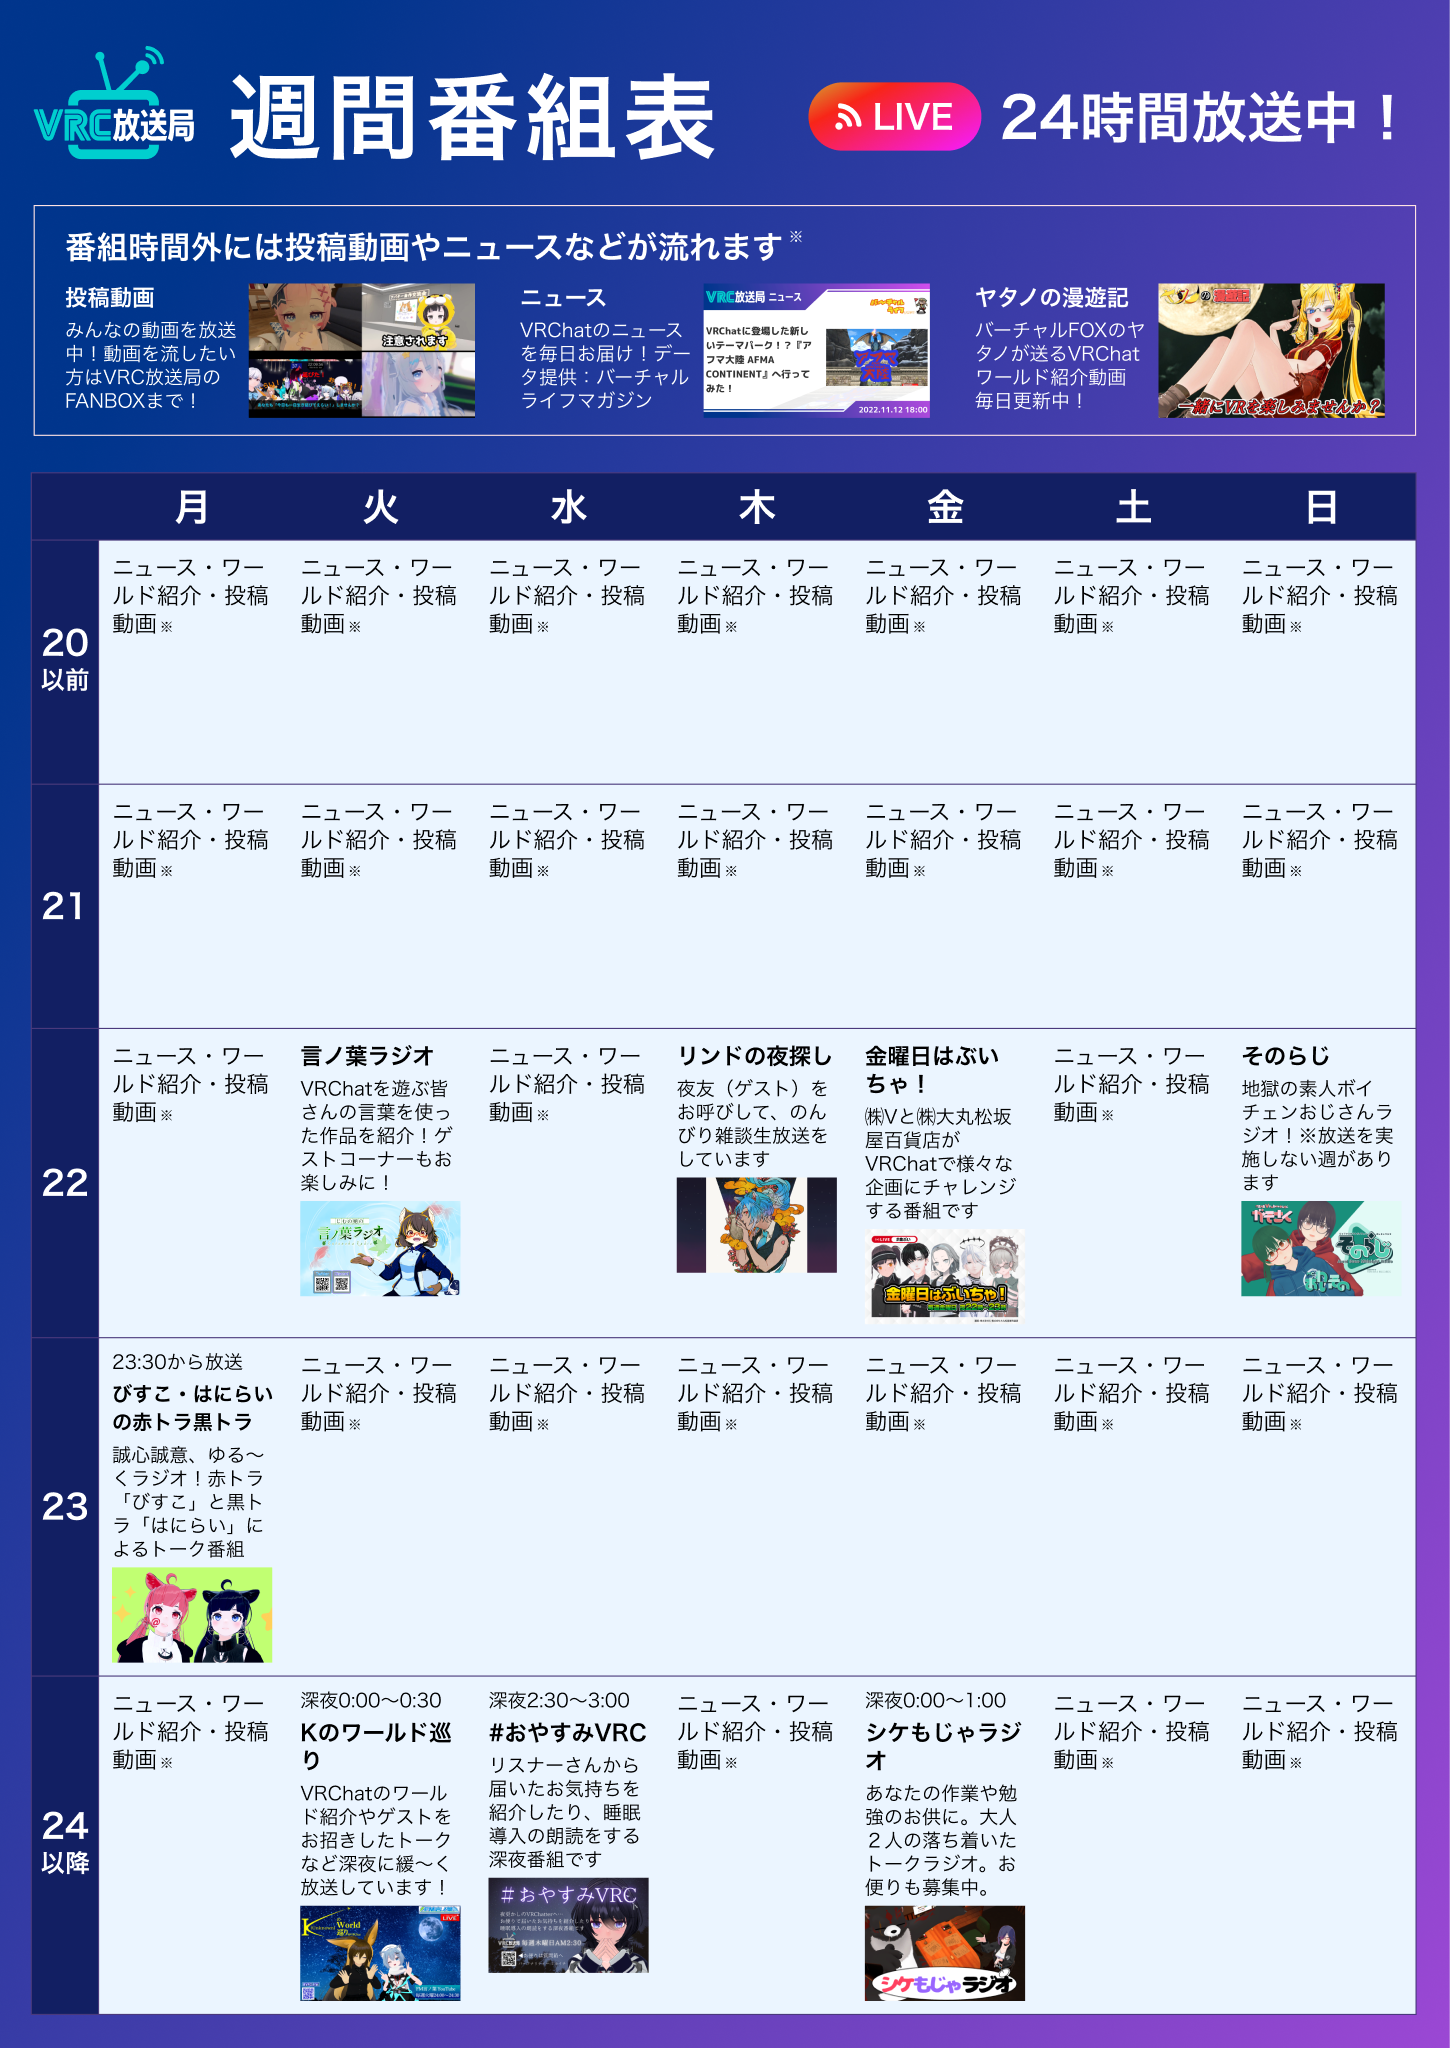 VRC放送局
週間番組表
LIVE
24時間放送中！
番組時間外には投稿動画やニュースなどが流れます※
投稿動画
みんなの動画を放送
中！動画を流したい
方はVRC放送局の
FANBOXまで！
注意されます
ニュース
VRChatのニュース
を毎日お届け！デー
タ提供：バーチャル
ライフマガジン
VRC放送局 ニュース
VRChatに登場した新し
いテーマパーク！？『ア
フマ大陸 AFMA
CONTINENT』へ行って
みた！
2022.11.12 18:00
ヤタノの漫遊記
バーチャルFOXのヤ
タノが送るVRChat
ワールド紹介動画
毎日更新中！
一緒にVRを楽しみませんか？
月 火 水 木 金 土 日
20
以前
ニュース・ワー
ルド紹介・投稿
動画※
ニュース・ワー
ルド紹介・投稿
動画※
ニュース・ワー
ルド紹介・投稿
動画※
ニュース・ワー
ルド紹介・投稿
動画※
ニュース・ワー
ルド紹介・投稿
動画※
ニュース・ワー
ルド紹介・投稿
動画※
ニュース・ワー
ルド紹介・投稿
動画※
21
ニュース・ワー
ルド紹介・投稿
動画※
ニュース・ワー
ルド紹介・投稿
動画※
ニュース・ワー
ルド紹介・投稿
動画※
ニュース・ワー
ルド紹介・投稿
動画※
ニュース・ワー
ルド紹介・投稿
動画※
ニュース・ワー
ルド紹介・投稿
動画※
ニュース・ワー
ルド紹介・投稿
動画※
22
ニュース・ワー
ルド紹介・投稿
動画※
言ノ葉ラジオ
VRChatを遊ぶ皆
さんの言葉を使っ
た作品を紹介！ゲ
ストコーナーもお
楽しみに！
言ノ葉ラジオ
ニュース・ワー
ルド紹介・投稿
動画※
リンドの夜探し
夜友（ゲスト）を
お呼びして、のん
びり雑談生放送を
しています
金曜日はぶい
ちゃ！
㈱Vと㈱大丸松坂
屋百貨店が
VRChatで様々な
企画にチャレンジ
する番組です
金曜日はぶいちゃ！
ニュース・ワー
ルド紹介・投稿
動画※
そのらじ
地獄の素人ボイ
チェンおじさんラ
ジオ！※放送を実
施しない週があり
ます
そのらじ
23
23:30から放送
びすこ・はにらい
の赤トラ黒トラ
誠心誠意、ゆる〜
くラジオ！赤トラ
「びすこ」と黒ト
ラ「はにらい」に
よるトーク番組
ニュース・ワー
ルド紹介・投稿
動画※
ニュース・ワー
ルド紹介・投稿
動画※
ニュース・ワー
ルド紹介・投稿
動画※
ニュース・ワー
ルド紹介・投稿
動画※
ニュース・ワー
ルド紹介・投稿
動画※
ニュース・ワー
ルド紹介・投稿
動画※
24
以降
ニュース・ワー
ルド紹介・投稿
動画※
深夜0:00〜0:30
Kのワールド巡
り
VRChatのワール
ド紹介やゲストを
お招きしたトーク
など深夜に緩〜く
放送しています！
World
巡り
LIVE
深夜2:30〜3:00
#おやすみVRC
リスナーさんから
届いたお気持ちを
紹介したり、睡眠
導入の朗読をする
深夜番組です
#おやすみVRC
毎週木曜日AM2:30
ニュース・ワー
ルド紹介・投稿
動画※
深夜0:00〜1:00
シケもじゃラジ
オ
あなたの作業や勉
強のお供に。大人
２人の落ち着いた
トークラジオ。お
便りも募集中。
シケもじゃラジオ
ニュース・ワー
ルド紹介・投稿
動画※
ニュース・ワー
ルド紹介・投稿
動画※